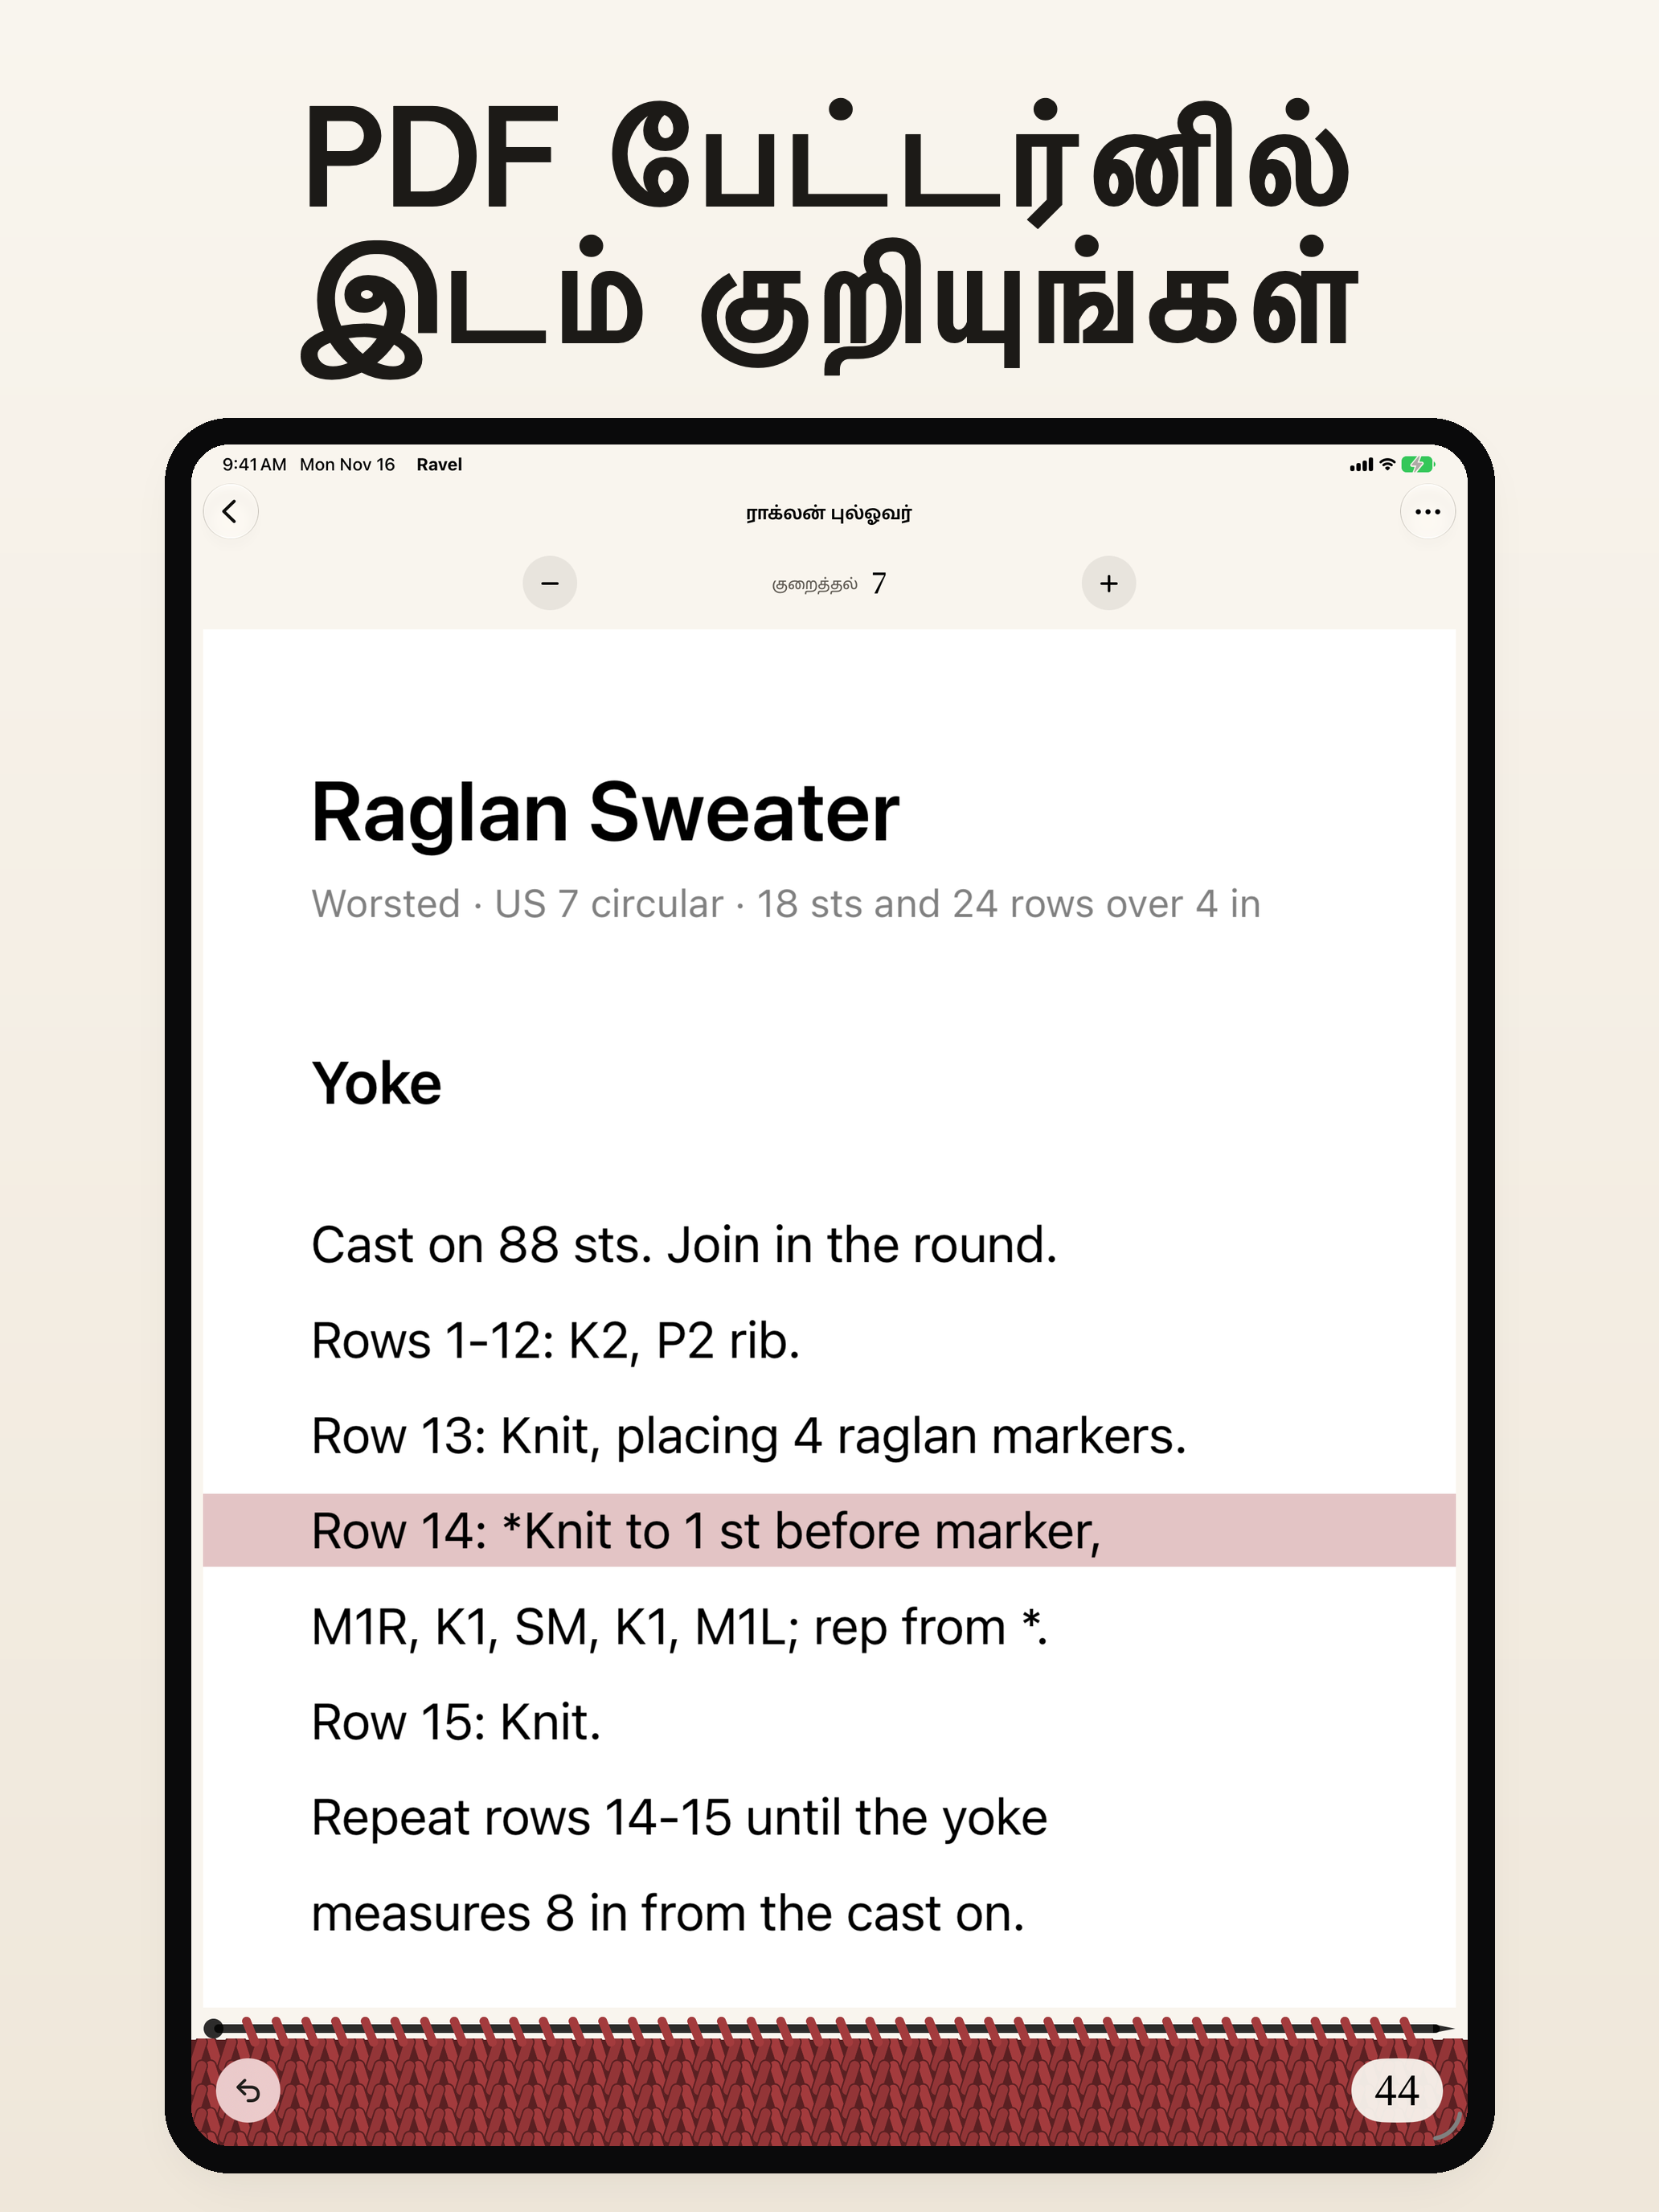 PDF பேட்டர்னில்
இடம் குறியுங்கள்
9:41 AM Mon Nov 16 Ravel
ராக்லன் புல்ஓவர்
குறைத்தல் 7
Raglan Sweater
Worsted · US 7 circular · 18 sts and 24 rows over 4 in
Yoke
Cast on 88 sts. Join in the round.
Rows 1-12: K2, P2 rib.
Row 13: Knit, placing 4 raglan markers.
Row 14: *Knit to 1 st before marker,
M1R, K1, SM, K1, M1L; rep from *.
Row 15: Knit.
Repeat rows 14-15 until the yoke
measures 8 in from the cast on.
44